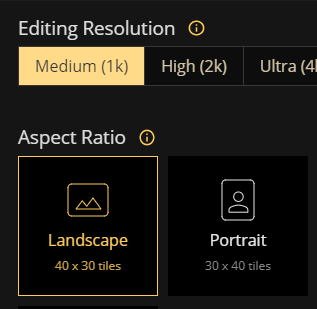 Editing Resolution
Medium (1k) High (2k) Ultra (4
Aspect Ratio
Landscape Portrait
40 x 30 tiles 30 x 40 tiles